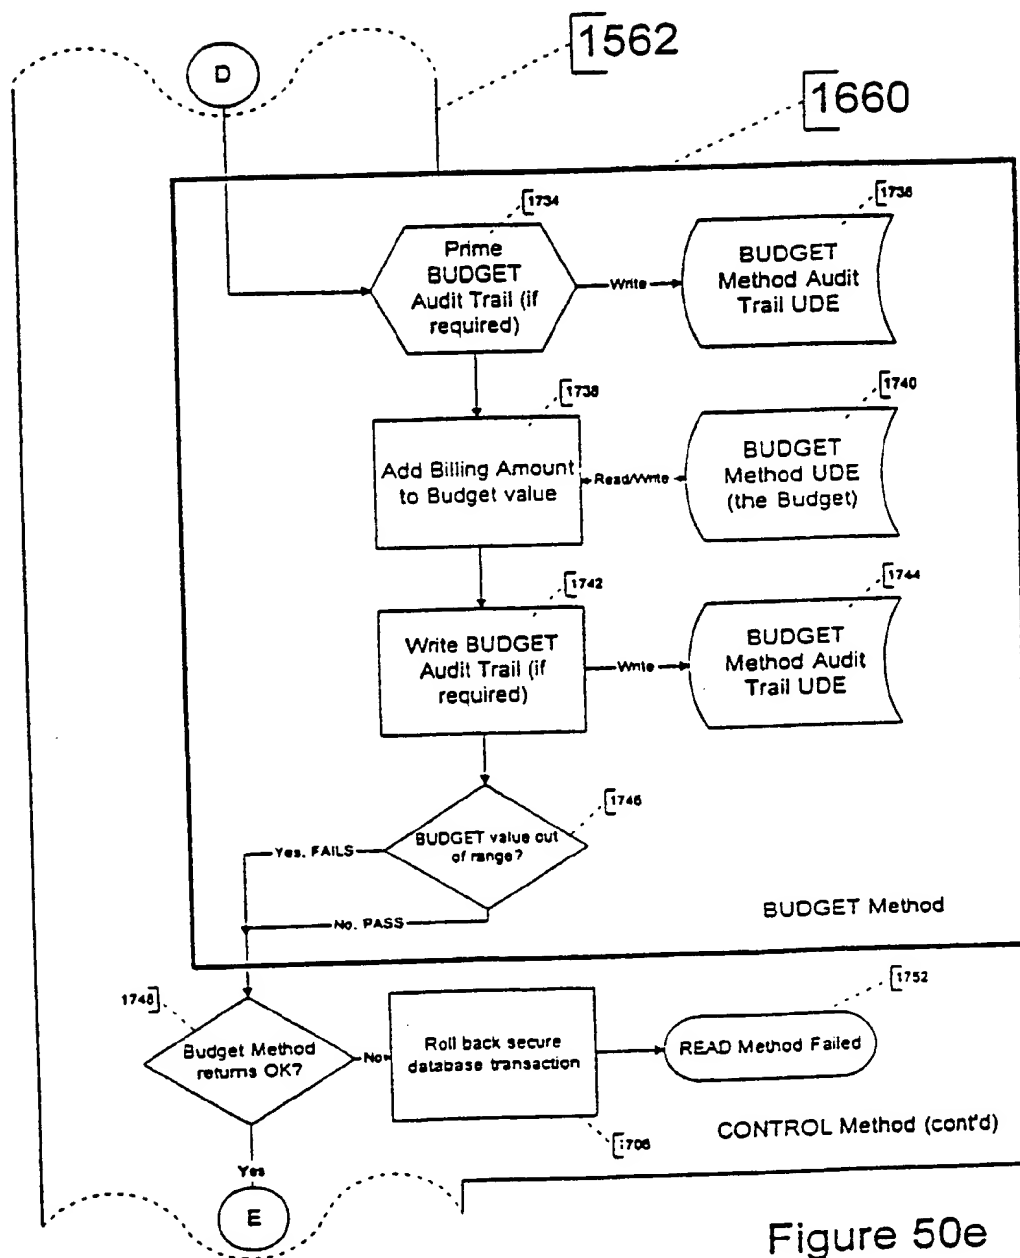 D
1562
1660
1734
Prime
BUDGET
Audit Trail (if
required)
Write
1736
BUDGET
Method Audit
Trail UDE
1738
Add Billing Amount
to Budget value
Read/Write
1740
BUDGET
Method UDE
(the Budget)
1742
Write BUDGET
Audit Trail (if
required)
Write
1744
BUDGET
Method Audit
Trail UDE
1746
BUDGET value out
of range?
Yes, FAILS
No, PASS
BUDGET Method
1748
Budget Method
returns OK?
No
Roll back secure
database transaction
1752
READ Method Failed
1706
CONTROL Method (cont'd)
Yes
E
Figure 50e